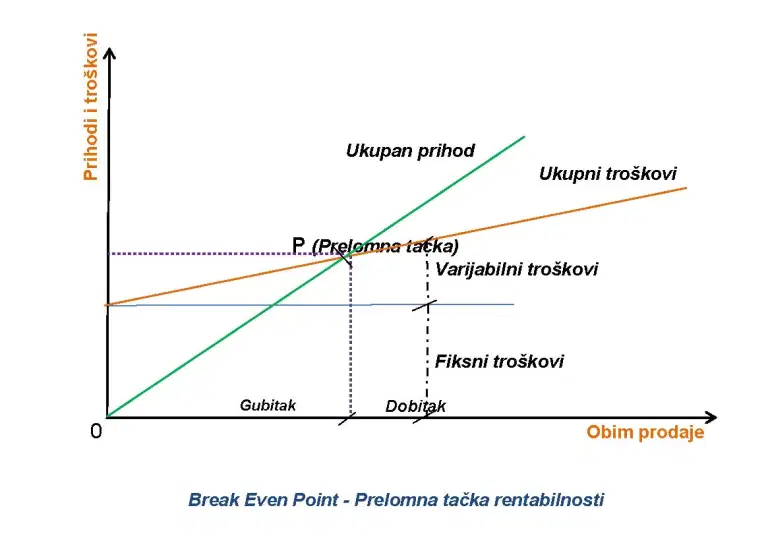 Prihodi i troškovi
Ukupan prihod
Ukupni troškovi
P (Prelomna tačka)
Varijabilni troškovi
Fiksni troškovi
Gubitak
Dobitak
O
Obim prodaje
Break Even Point - Prelomna tačka rentabilnosti